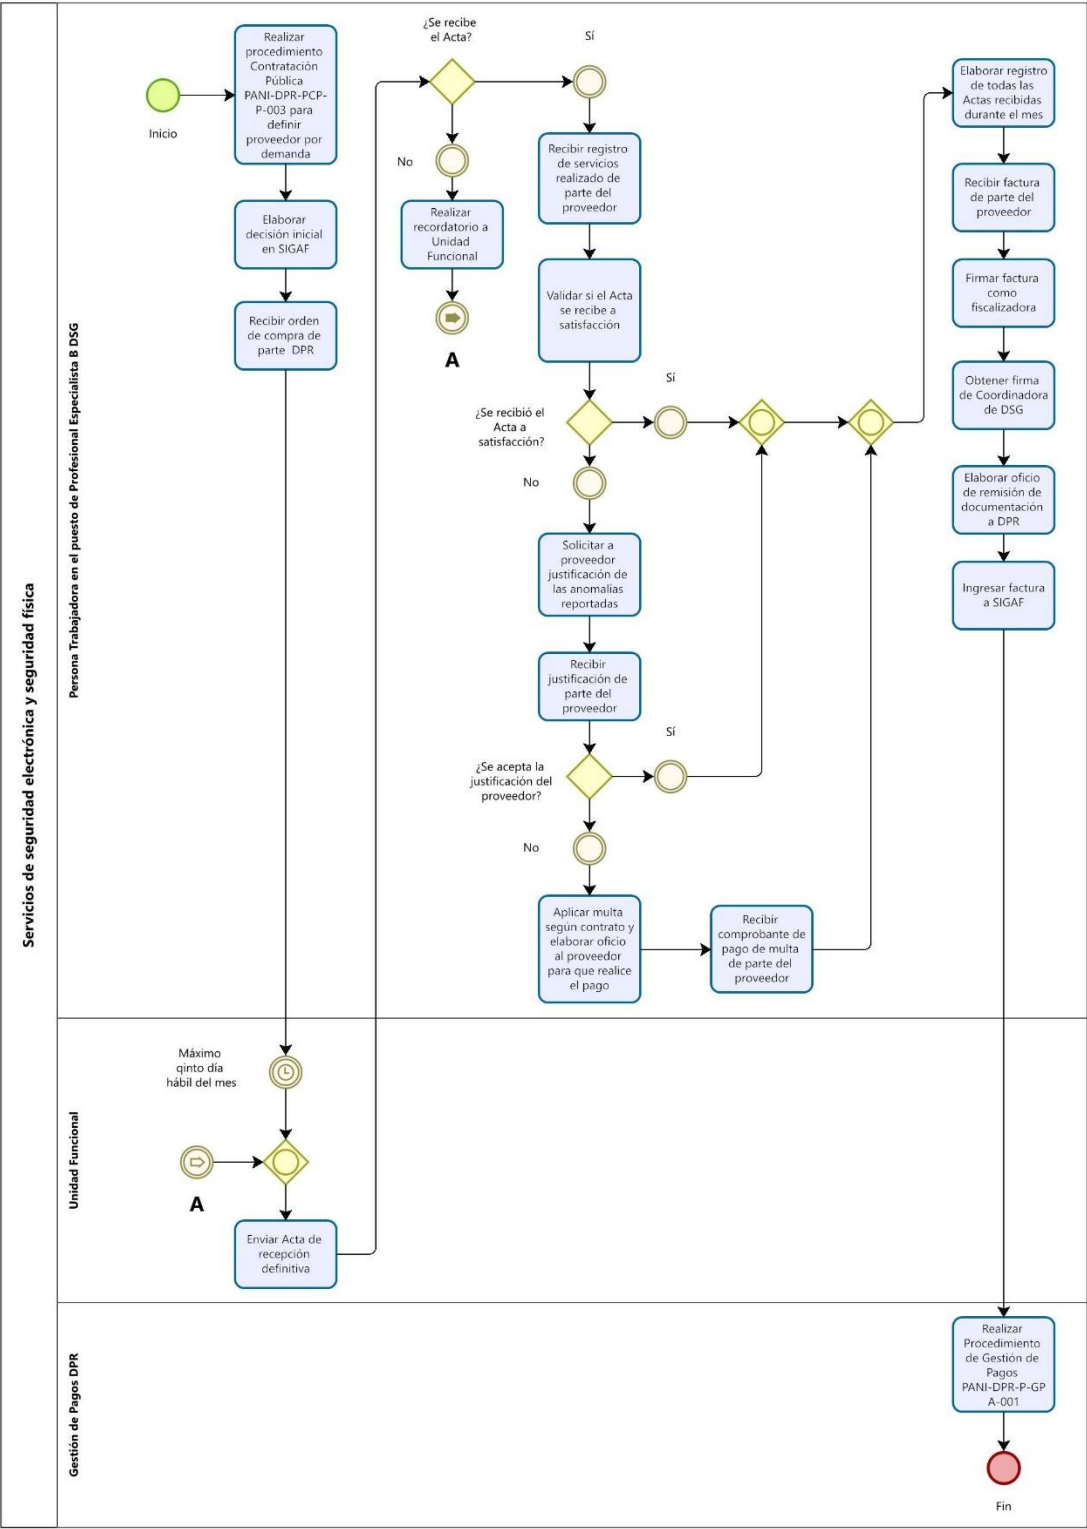 Servicios de seguridad electrónica y seguridad física
Persona Trabajadora en el puesto de Profesional Especialista B DSG
Inicio
Realizar
procedimiento
Contratación
Pública
PANI-DPR-PCP-
P-003 para
definir
proveedor por
demanda
Elaborar
decisión inicial
en SIGAF
Recibir orden
de compra de
parte DPR
¿Se recibe
el Acta?
Sí
No
Realizar
recordatorio a
Unidad
Funcional
A
Recibir registro
de servicios
realizado de
parte del
proveedor
Validar si el Acta
se recibe a
satisfacción
¿Se recibió el
Acta a
satisfacción?
Sí
No
Solicitar a
proveedor
justificación de
las anomalías
reportadas
Recibir
justificación de
parte del
proveedor
¿Se acepta la
justificación del
proveedor?
Sí
No
Aplicar multa
según contrato y
elaborar oficio
al proveedor
para que realice
el pago
Recibir
comprobante de
pago de multa
de parte del
proveedor
Elaborar registro
de todas las
Actas recibidas
durante el mes
Recibir factura
de parte del
proveedor
Firmar factura
como
fiscalizadora
Obtener firma
de Coordinadora
de DSG
Elaborar oficio
de remisión de
documentación
a DPR
Ingresar factura
a SIGAF
Unidad Funcional
Máximo
qinto día
hábil del mes
A
Enviar Acta de
recepción
definitiva
Gestión de Pagos DPR
Realizar
Procedimiento
de Gestión de
Pagos
PANI-DPR-P-GP
A-001
Fin